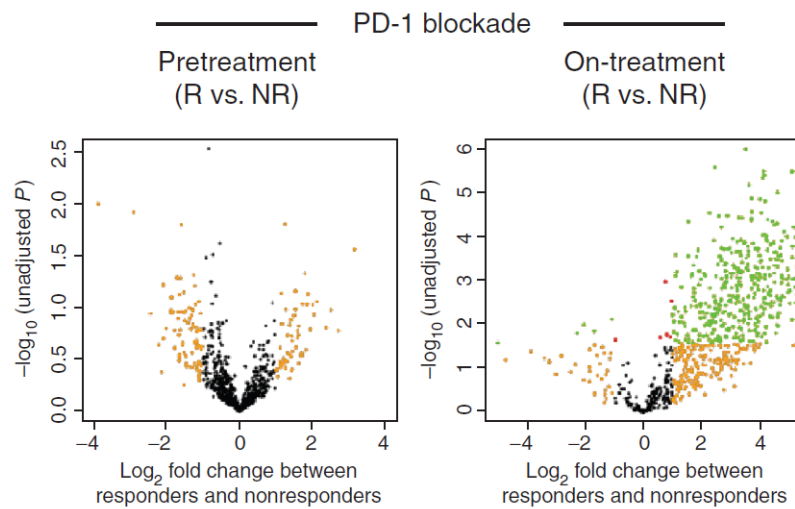 PD-1 blockade
Pretreatment
(R vs. NR)
On-treatment
(R vs. NR)
–log10 (unadjusted P)
2.5
2.0
1.5
1.0
0.5
0.0
–4
–2
0
2
4
Log2 fold change between
responders and nonresponders
–log10 (unadjusted P)
6
5
4
3
2
1
0
–4
–2
0
2
4
Log2 fold change between
responders and nonresponders